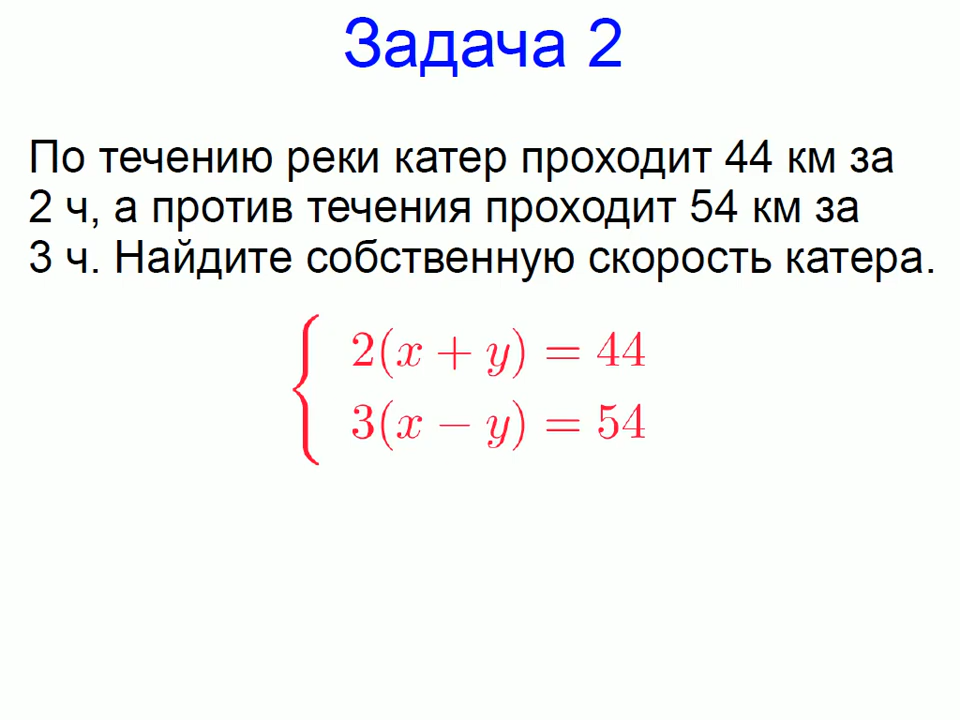 Задача 2
По течению реки катер проходит 44 км за
2 ч, а против течения проходит 54 км за
3 ч. Найдите собственную скорость катера.
2(x + y) = 44
3(x − y) = 54